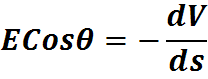 ECosθ = − dV/ds